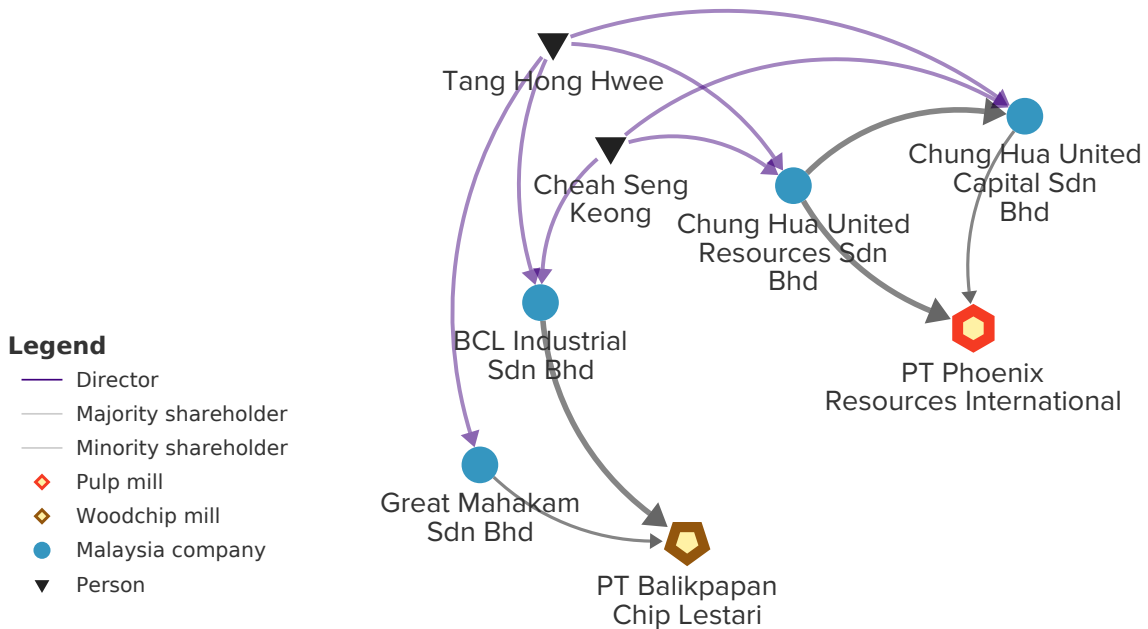 Tang Hong Hwee
Cheah Seng
Keong
Chung Hua United
Capital Sdn
Bhd
Chung Hua United
Resources Sdn
Bhd
BCL Industrial
Sdn Bhd
PT Phoenix
Resources International
Great Mahakam
Sdn Bhd
PT Balikpapan
Chip Lestari
Legend
Director
Majority shareholder
Minority shareholder
Pulp mill
Woodchip mill
Malaysia company
Person